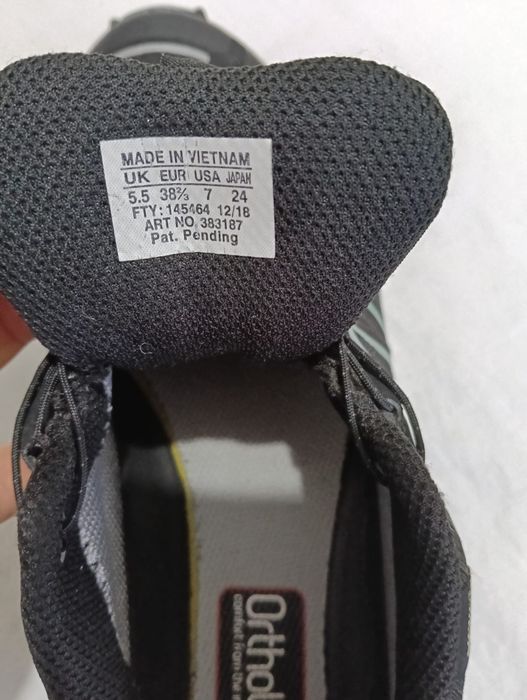 MADE IN VIETNAM
UK EUR USA JAPAN
5.5 38⅔ 7 24
FTY: 145464 12/18
ART NO. 383187
Pat. Pending
comfort from the